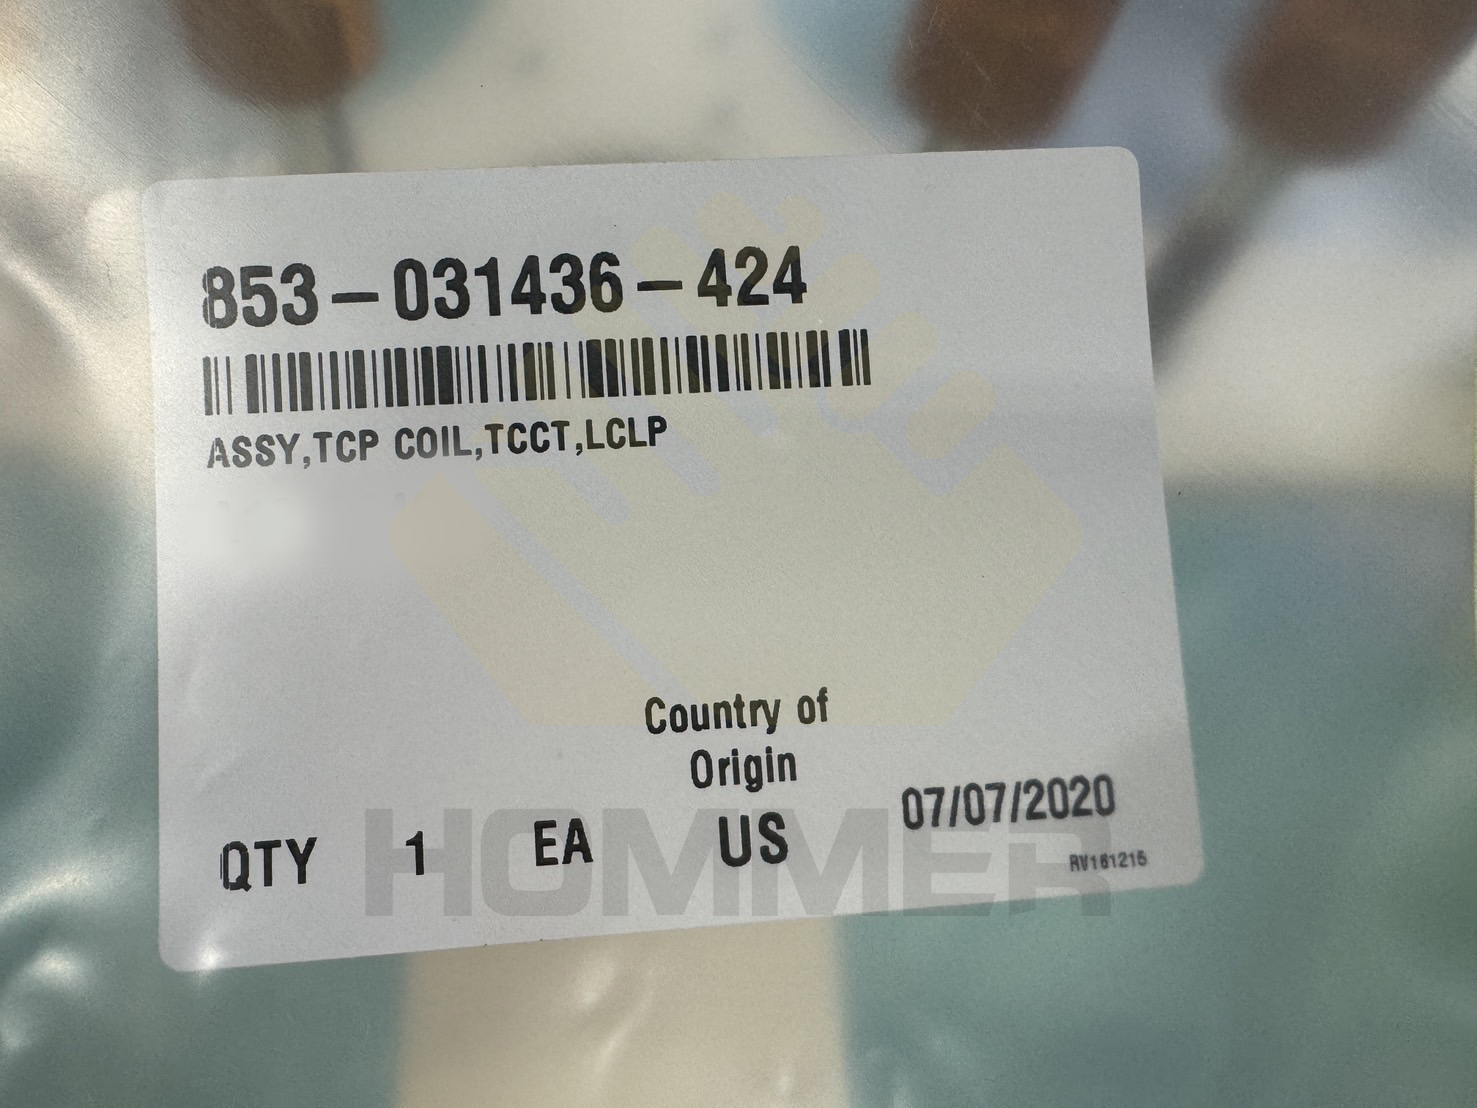 853-031436-424
ASSY,TCP COIL,TCCT,LCLP
Country of
Origin
07/07/2020
QTY 1 EA US
RV161215
HOMMER